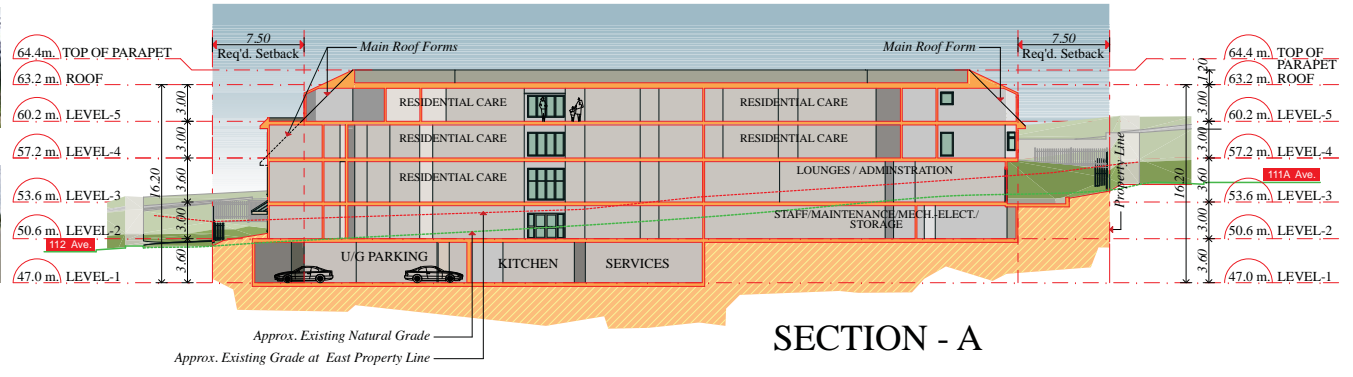 7.50
Req'd. Setback
Main Roof Forms
Main Roof Form
7.50
Req'd. Setback
64.4m. TOP OF PARAPET
63.2 m. ROOF
60.2 m. LEVEL-5
57.2 m. LEVEL-4
53.6 m. LEVEL-3
50.6 m. LEVEL-2
112 Ave.
47.0 m. LEVEL-1
3.00
3.00
3.60
3.00
3.60
16.20
RESIDENTIAL CARE
RESIDENTIAL CARE
RESIDENTIAL CARE
RESIDENTIAL CARE
RESIDENTIAL CARE
LOUNGES / ADMINSTRATION
STAFF/MAINTENANCE/MECH.-ELECT./
STORAGE
U/G PARKING
KITCHEN
SERVICES
Property Line
16.20
1.20
3.00
3.00
3.60
3.00
3.60
64.4 m. TOP OF
PARAPET
63.2 m. ROOF
60.2 m. LEVEL-5
57.2 m. LEVEL-4
111A Ave.
53.6 m. LEVEL-3
50.6 m. LEVEL-2
47.0 m. LEVEL-1
Approx. Existing Natural Grade
Approx. Existing Grade at East Property Line
SECTION - A